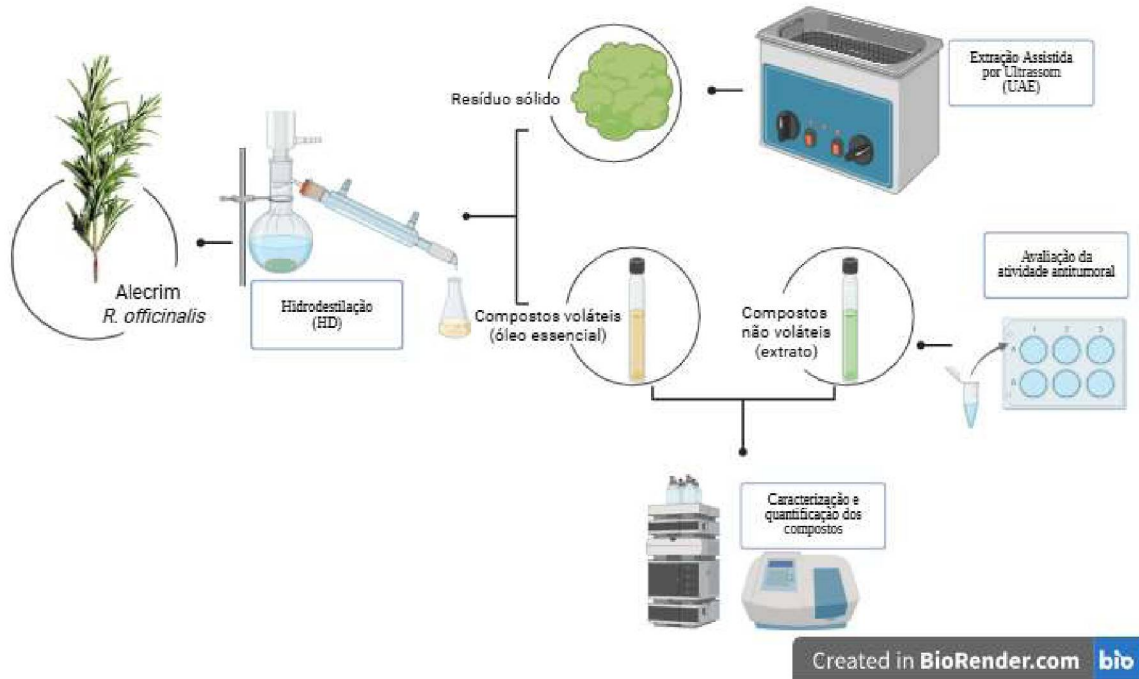 Alecrim
R. officinalis
Hidrodestilação
(HD)
Resíduo sólido
Extração Assistida
por Ultrassom
(UAE)
Compostos voláteis
(óleo essencial)
Compostos
não voláteis
(extrato)
Avaliação da
atividade antitumoral
1 2 3
A
B
Caracterização e
quantificação dos
compostos
Created in BioRender.com bio